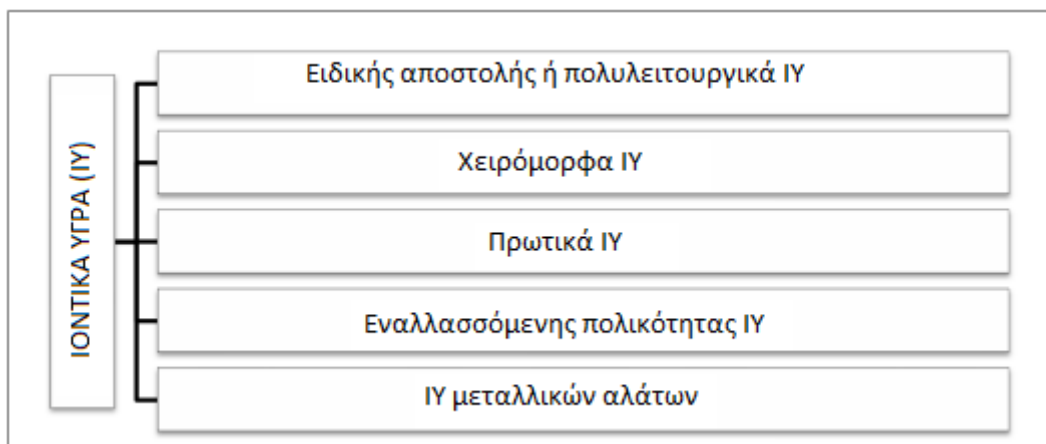 ΙΟΝΤΙΚΑ ΥΓΡΑ (ΙΥ)
Ειδικής αποστολής ή πολυλειτουργικά ΙΥ
Χειρόμορφα ΙΥ
Πρωτικά ΙΥ
Εναλλασσόμενης πολικότητας ΙΥ
ΙΥ μεταλλικών αλάτων